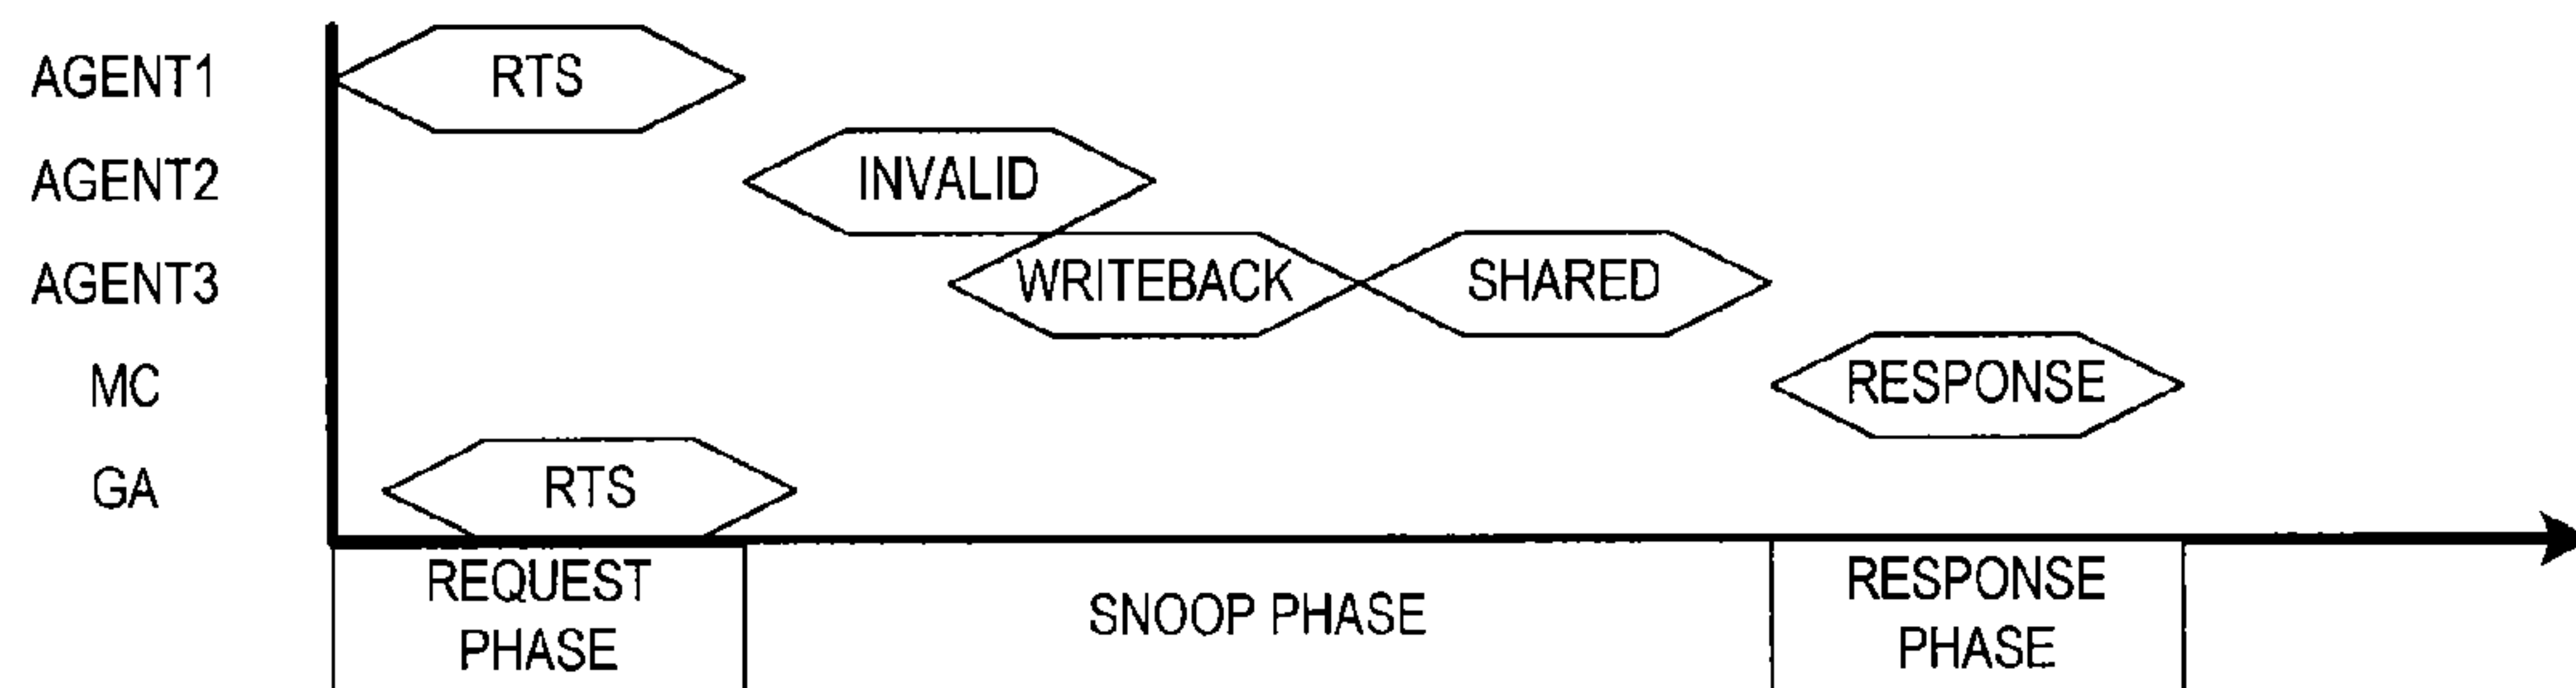 AGENT1 RTS
AGENT2 INVALID
AGENT3 WRITEBACK SHARED
MC RESPONSE
GA RTS
REQUEST
PHASE
SNOOP PHASE
RESPONSE
PHASE